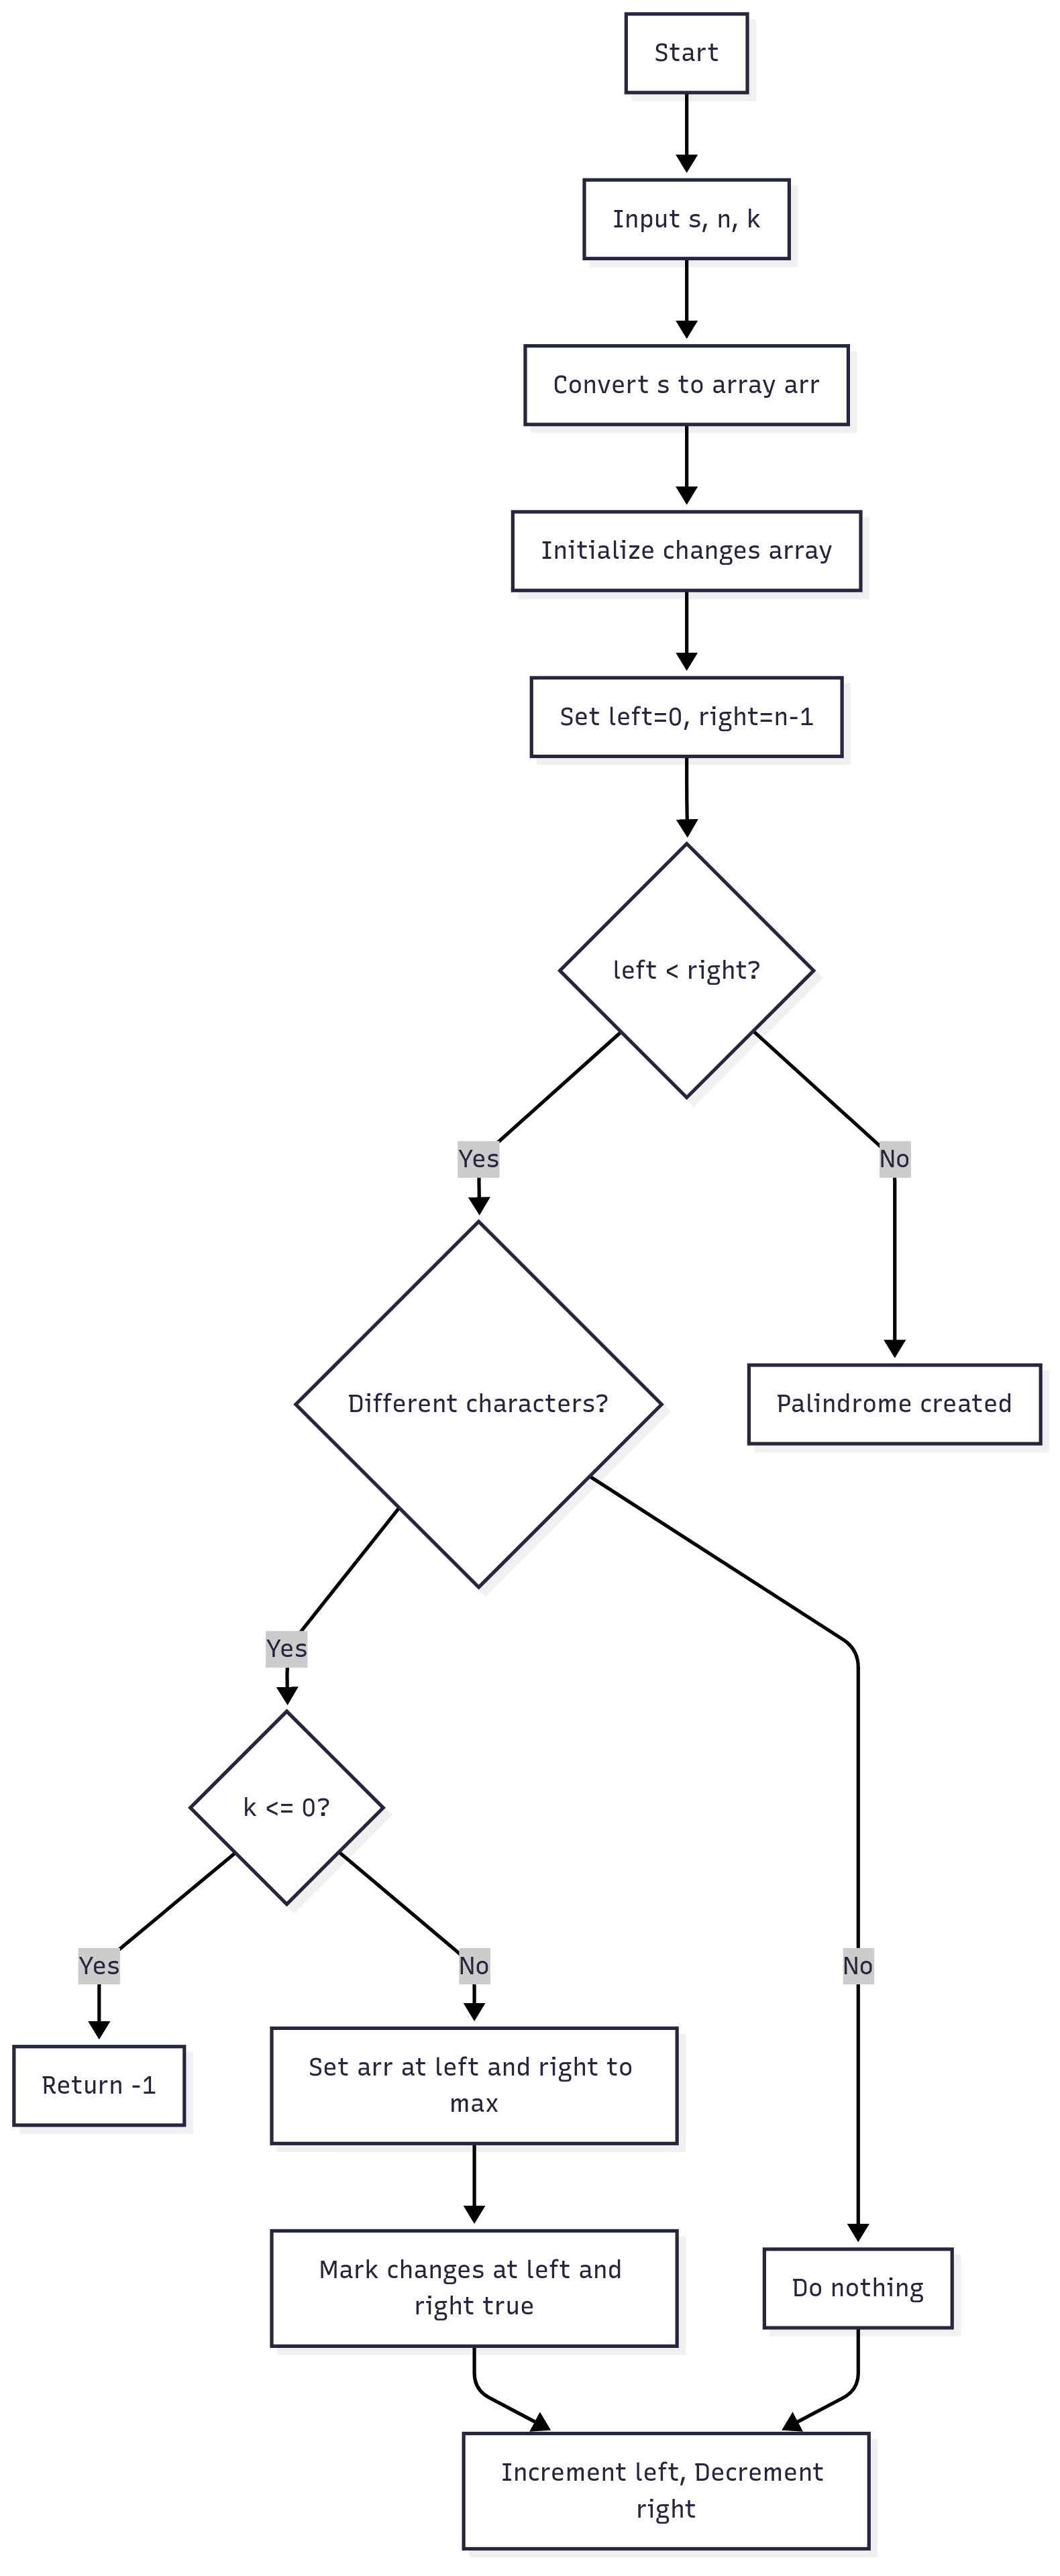 Start
Input s, n, k
Convert s to array arr
Initialize changes array
Set left=0, right=n-1
left < right?
Yes
No
Different characters?
Palindrome created
Yes
k <= 0?
Yes
No
No
Return -1
Set arr at left and right to
max
Mark changes at left and
right true
Do nothing
Increment left, Decrement
right